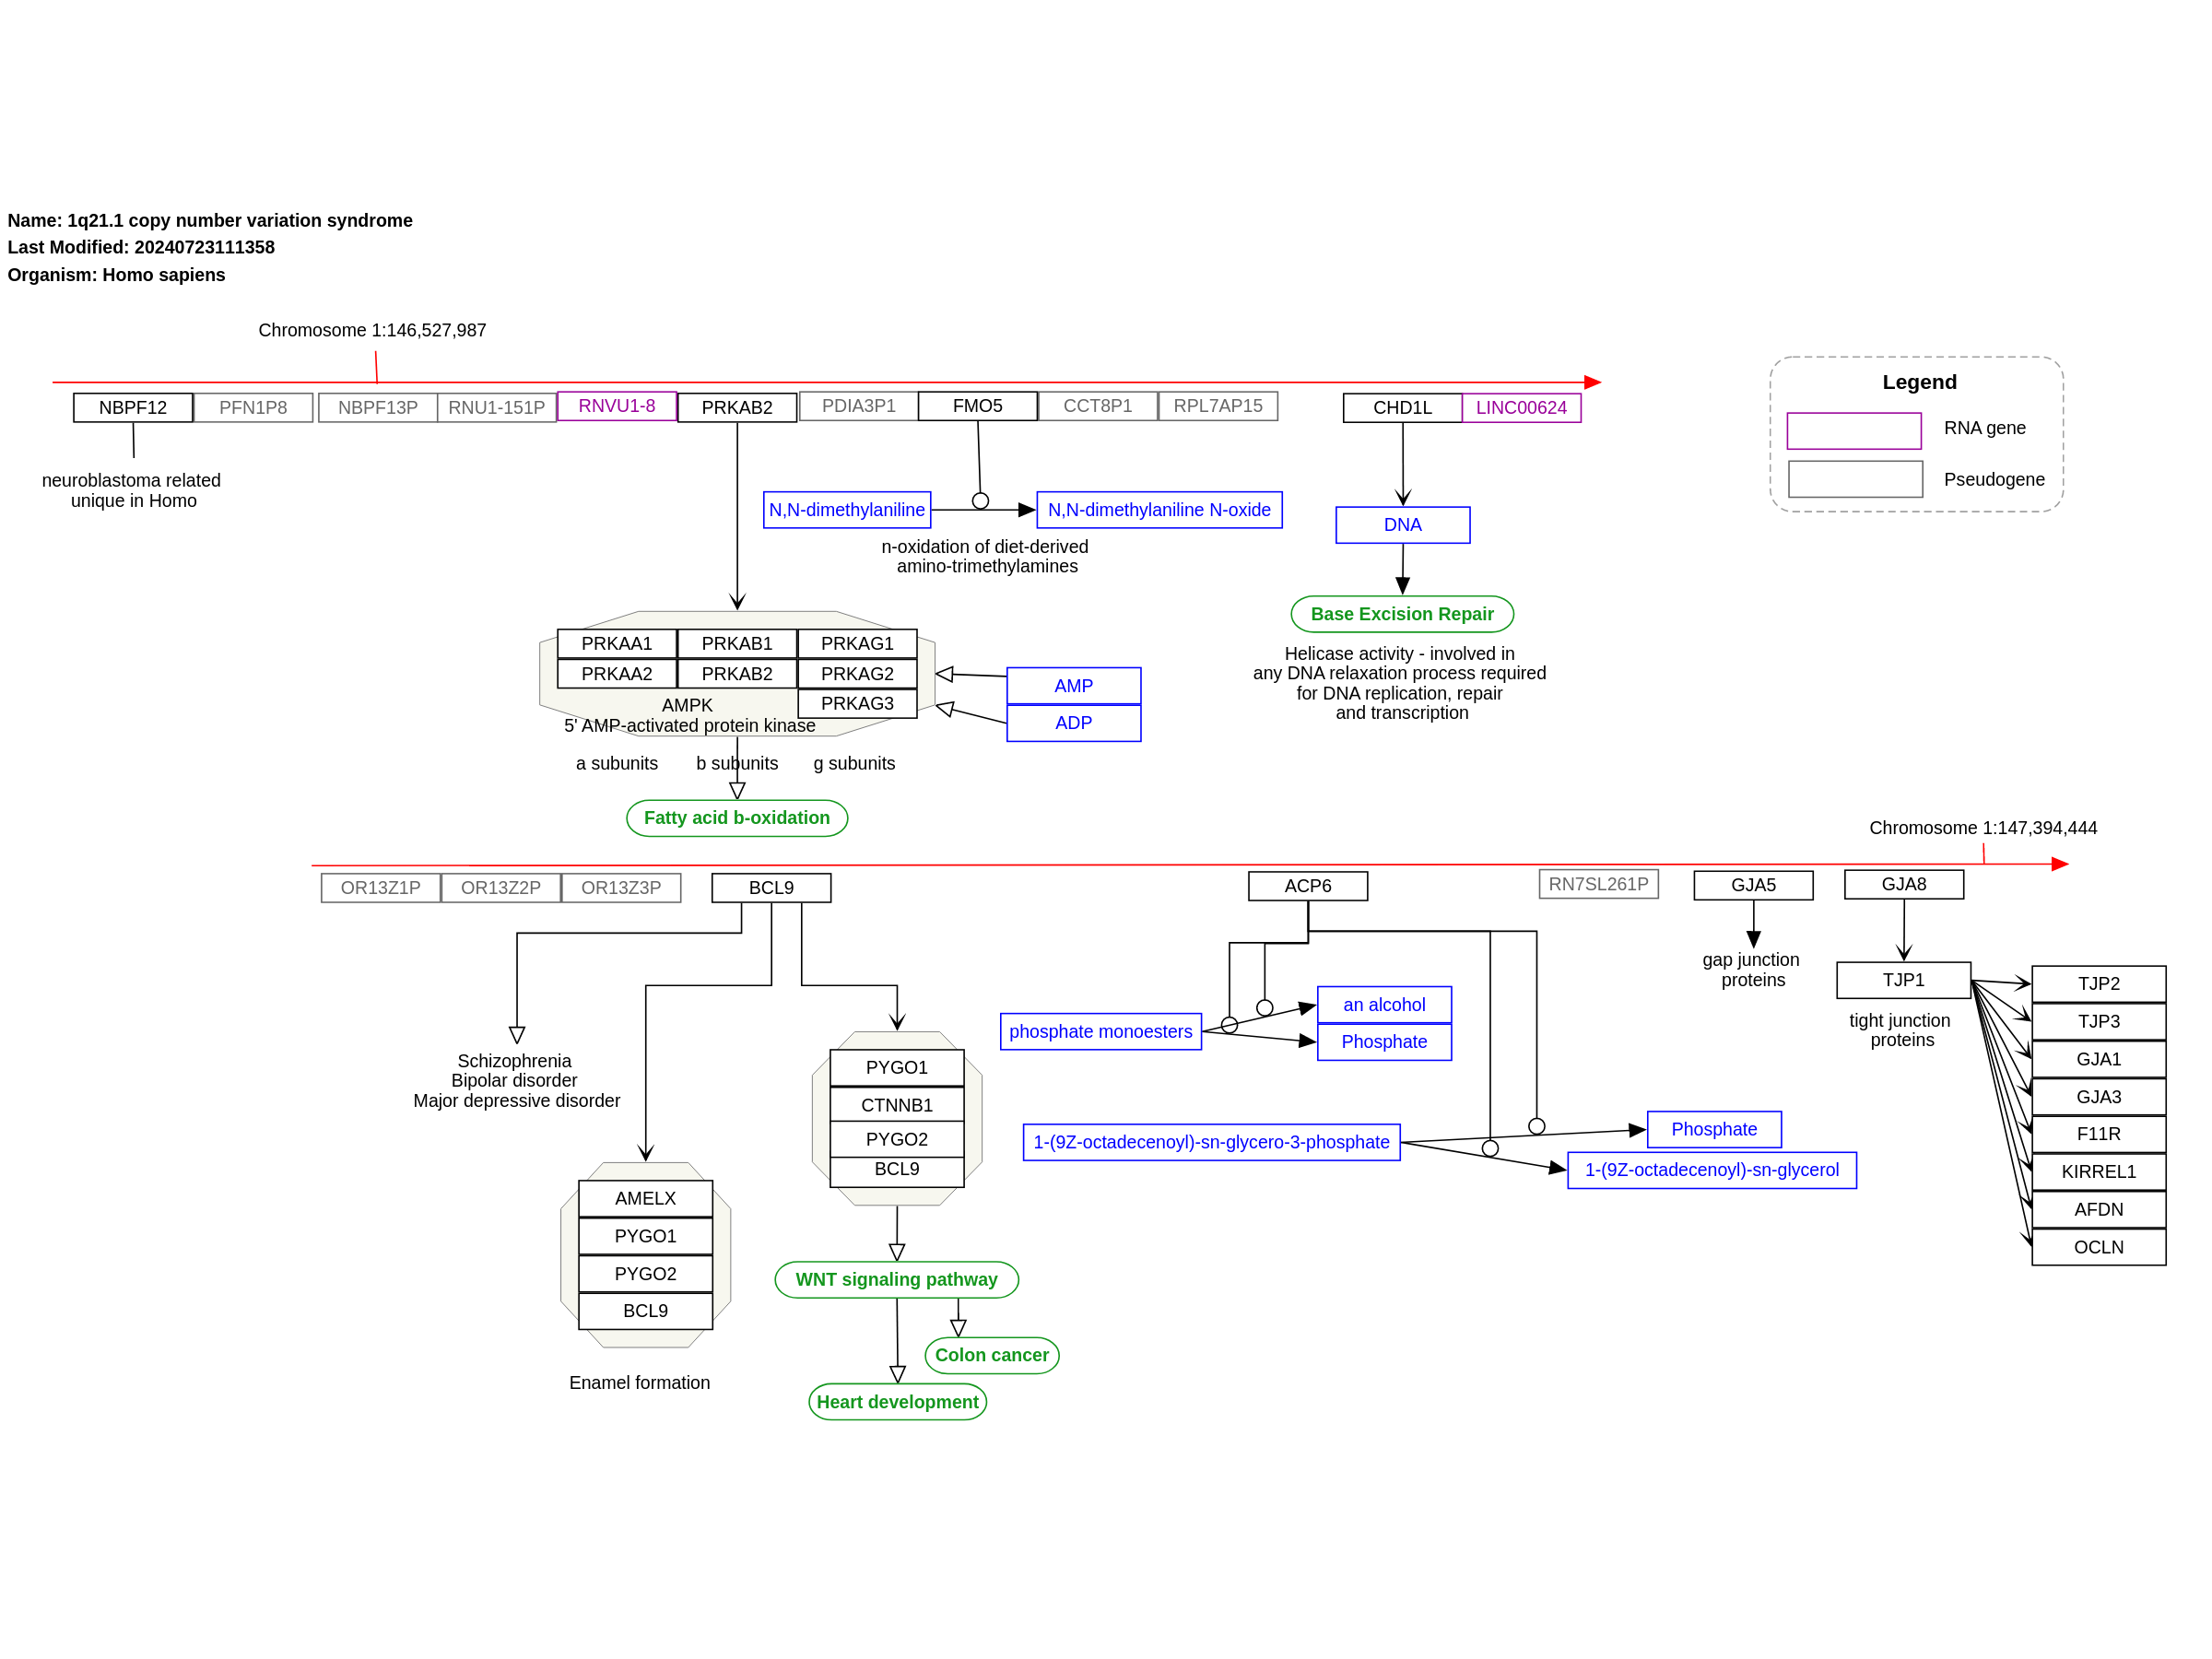 Name: 1q21.1 copy number variation syndrome
Last Modified: 20240723111358
Organism: Homo sapiens
Chromosome 1:146,527,987
NBPF12
PFN1P8
NBPF13P
RNU1-151P
RNVU1-8
PRKAB2
PDIA3P1
FMO5
CCT8P1
RPL7AP15
CHD1L
LINC00624
Legend
RNA gene
Pseudogene
neuroblastoma related
unique in Homo
N,N-dimethylaniline
N,N-dimethylaniline N-oxide
n-oxidation of diet-derived
amino-trimethylamines
DNA
Base Excision Repair
Helicase activity - involved in
any DNA relaxation process required
for DNA replication, repair
and transcription
PRKAA1
PRKAB1
PRKAG1
PRKAA2
PRKAB2
PRKAG2
PRKAG3
AMPK
5' AMP-activated protein kinase
AMP
ADP
a subunits
b subunits
g subunits
Fatty acid b-oxidation
Chromosome 1:147,394,444
OR13Z1P
OR13Z2P
OR13Z3P
BCL9
ACP6
RN7SL261P
GJA5
GJA8
gap junction
proteins
TJP1
tight junction
proteins
TJP2
TJP3
GJA1
GJA3
F11R
KIRREL1
AFDN
OCLN
Schizophrenia
Bipolar disorder
Major depressive disorder
PYGO1
CTNNB1
PYGO2
BCL9
phosphate monoesters
an alcohol
Phosphate
1-(9Z-octadecenoyl)-sn-glycero-3-phosphate
Phosphate
1-(9Z-octadecenoyl)-sn-glycerol
AMELX
PYGO1
PYGO2
BCL9
Enamel formation
WNT signaling pathway
Colon cancer
Heart development